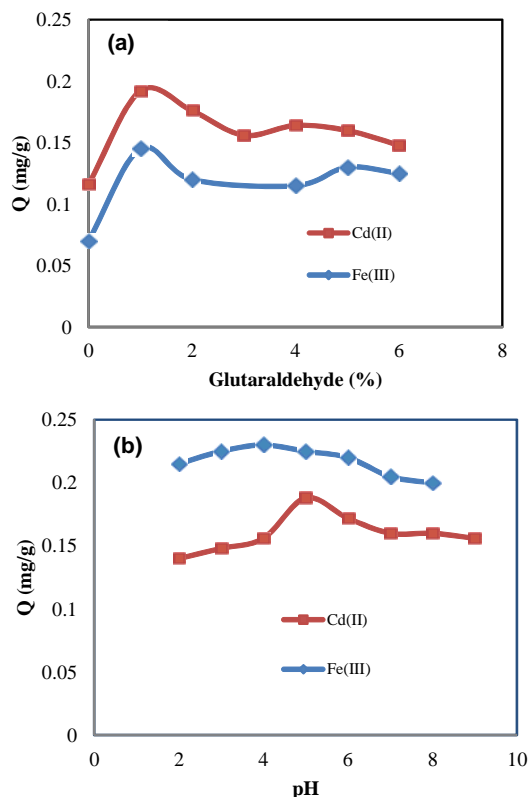 (a)
Q (mg/g)
0.25
0.2
0.15
0.1
0.05
0
Cd(II)
Fe(III)
0 2 4 6 8
Glutaraldehyde (%)
(b)
Q (mg/g)
0.25
0.2
0.15
0.1
0.05
0
Cd(II)
Fe(III)
0 2 4 6 8 10
pH